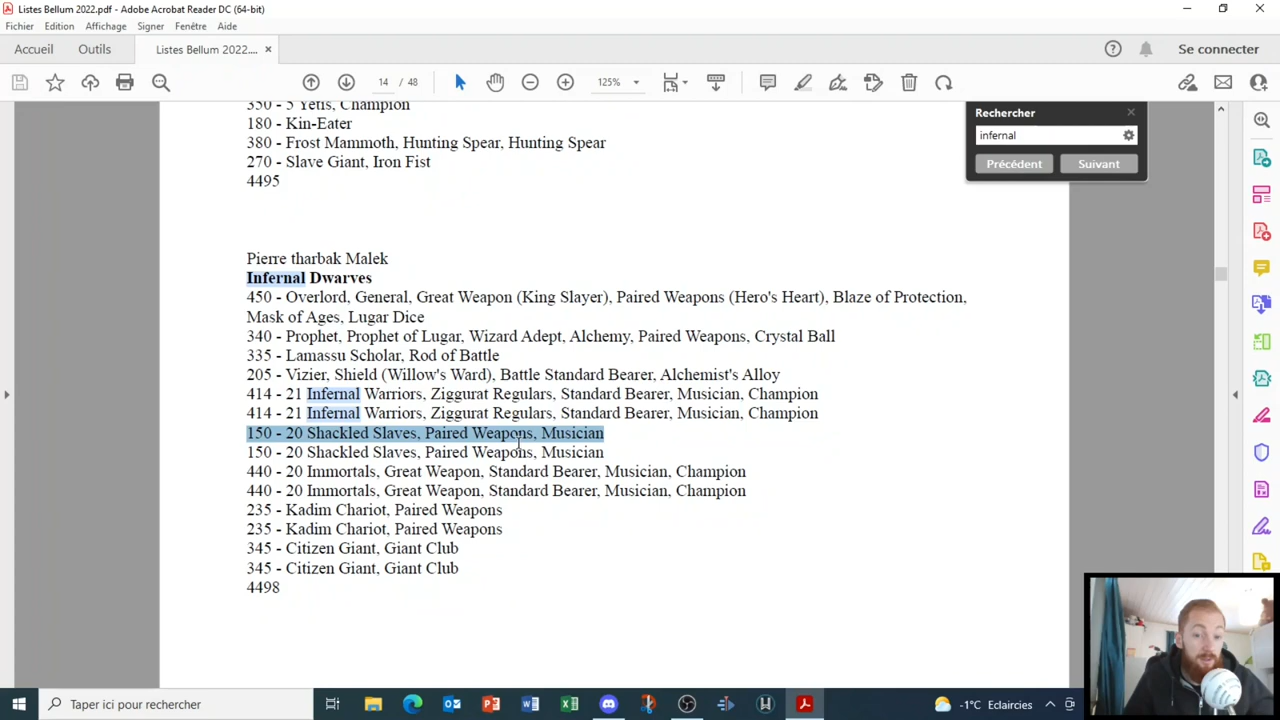 Listes Bellum 2022.pdf - Adobe Acrobat Reader DC (64-bit)
Fichier Edition Affichage Signer Fenêtre Aide
Accueil Outils Listes Bellum 2022.... × Se connecter
14 / 48 125%
Rechercher
infernal
Précédent Suivant
350 - 5 Yetis, Champion
180 - Kin-Eater
380 - Frost Mammoth, Hunting Spear, Hunting Spear
270 - Slave Giant, Iron Fist
4495
Pierre tharbak Malek
Infernal Dwarves
450 - Overlord, General, Great Weapon (King Slayer), Paired Weapons (Hero's Heart), Blaze of Protection,
Mask of Ages, Lugar Dice
340 - Prophet, Prophet of Lugar, Wizard Adept, Alchemy, Paired Weapons, Crystal Ball
335 - Lamassu Scholar, Rod of Battle
205 - Vizier, Shield (Willow's Ward), Battle Standard Bearer, Alchemist's Alloy
414 - 21 Infernal Warriors, Ziggurat Regulars, Standard Bearer, Musician, Champion
414 - 21 Infernal Warriors, Ziggurat Regulars, Standard Bearer, Musician, Champion
150 - 20 Shackled Slaves, Paired Weapons, Musician
150 - 20 Shackled Slaves, Paired Weapons, Musician
440 - 20 Immortals, Great Weapon, Standard Bearer, Musician, Champion
440 - 20 Immortals, Great Weapon, Standard Bearer, Musician, Champion
235 - Kadim Chariot, Paired Weapons
235 - Kadim Chariot, Paired Weapons
345 - Citizen Giant, Giant Club
345 - Citizen Giant, Giant Club
4498
Taper ici pour rechercher
-1°C Eclaircies